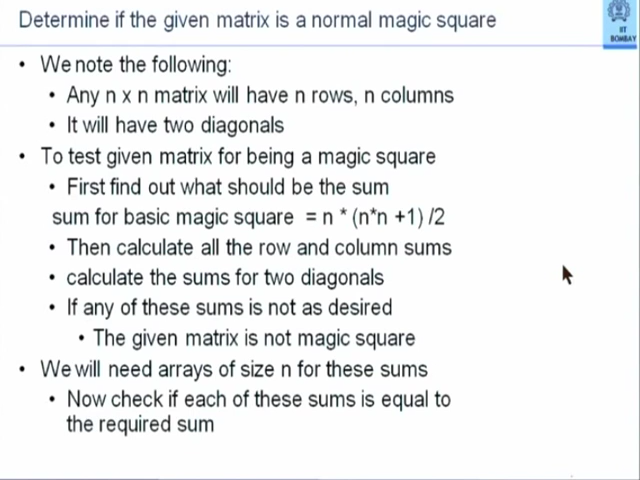 Determine if the given matrix is a normal magic square
IIT
BOMBAY
• We note the following:
• Any n x n matrix will have n rows, n columns
• It will have two diagonals
• To test given matrix for being a magic square
• First find out what should be the sum
sum for basic magic square = n * (n*n +1) /2
• Then calculate all the row and column sums
• calculate the sums for two diagonals
• If any of these sums is not as desired
• The given matrix is not magic square
• We will need arrays of size n for these sums
• Now check if each of these sums is equal to
the required sum